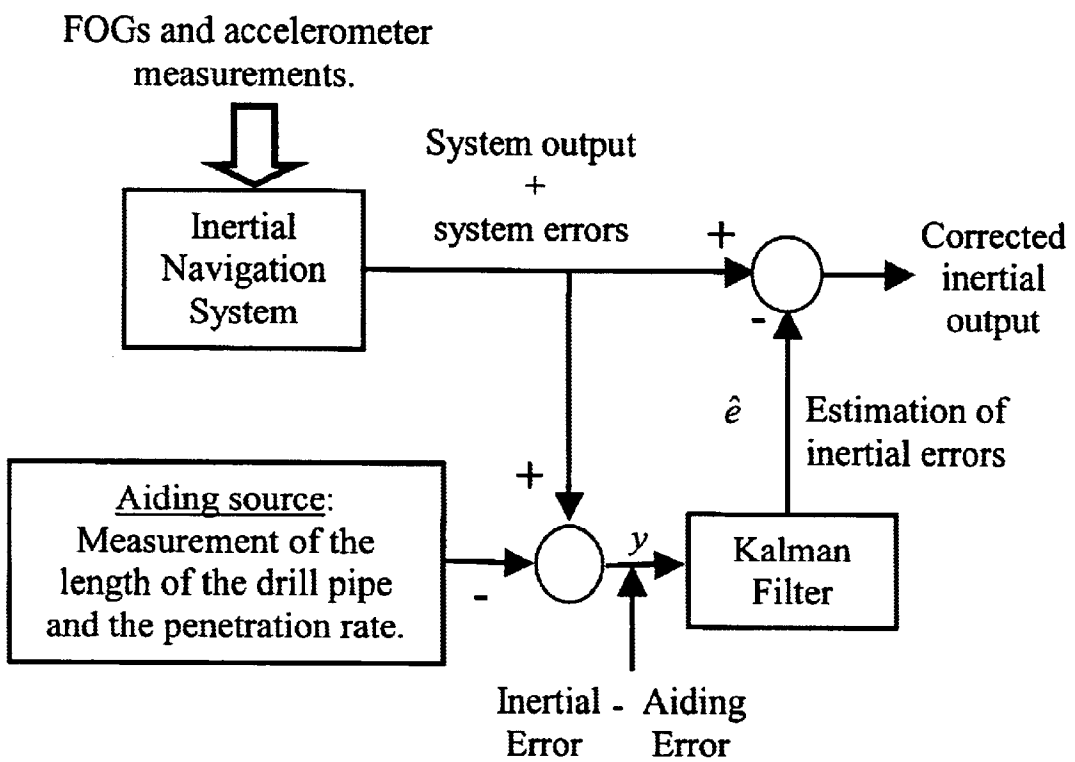 FOGs and accelerometer
measurements.
System output
+
system errors
Inertial
Navigation
System
+
-
Corrected
inertial
output
ê
Estimation of
inertial errors
Aiding source:
Measurement of the
length of the drill pipe
and the penetration rate.
+
-
y
Kalman
Filter
Inertial - Aiding
Error Error